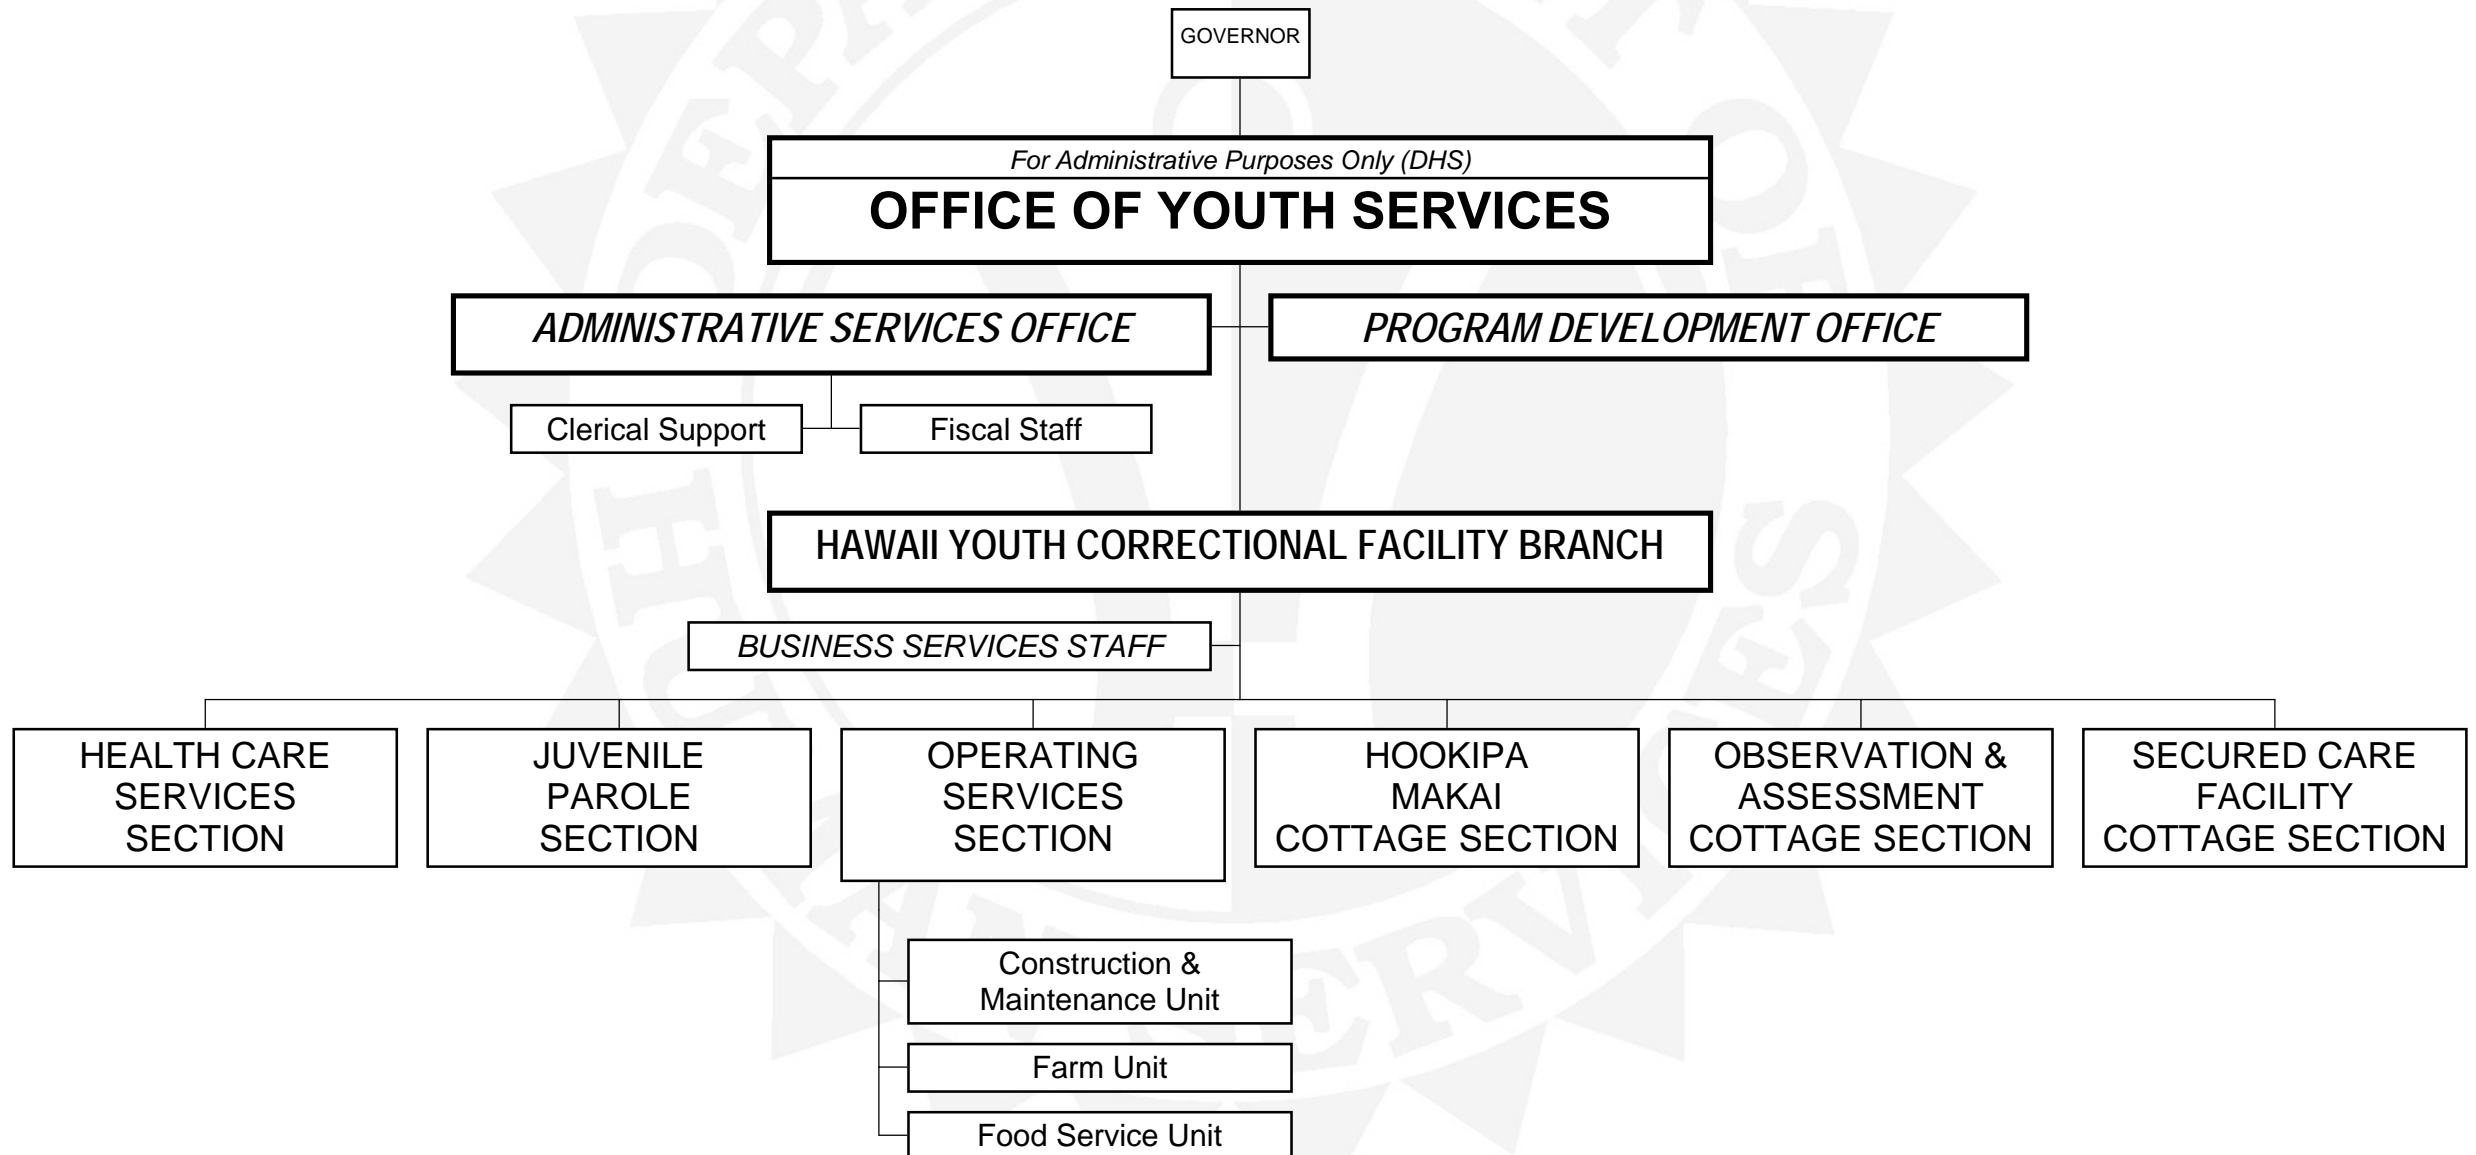 GOVERNOR
For Administrative Purposes Only (DHS)
OFFICE OF YOUTH SERVICES
ADMINISTRATIVE SERVICES OFFICE
PROGRAM DEVELOPMENT OFFICE
Clerical Support
Fiscal Staff
HAWAII YOUTH CORRECTIONAL FACILITY BRANCH
BUSINESS SERVICES STAFF
HEALTH CARE
SERVICES
SECTION
JUVENILE
PAROLE
SECTION
OPERATING
SERVICES
SECTION
HOOKIPA
MAKAI
COTTAGE SECTION
OBSERVATION &
ASSESSMENT
COTTAGE SECTION
SECURED CARE
FACILITY
COTTAGE SECTION
Construction &
Maintenance Unit
Farm Unit
Food Service Unit